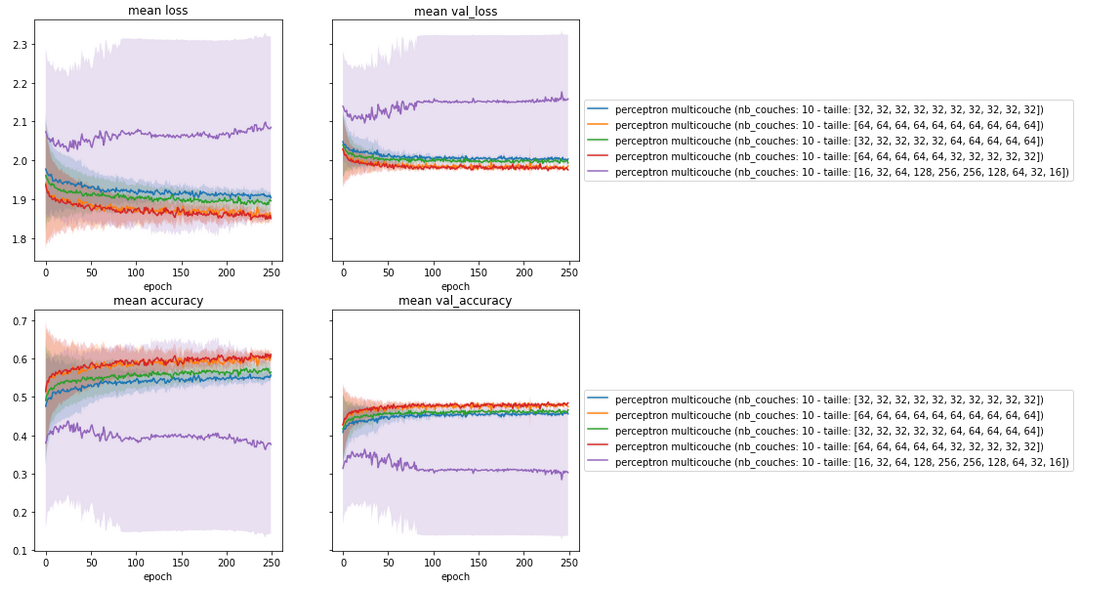 mean loss
mean val_loss
2.3
2.2
2.1
2.0
1.9
1.8
0 50 100 150 200 250
epoch
0 50 100 150 200 250
epoch
perceptron multicouche (nb_couches: 10 - taille: [32, 32, 32, 32, 32, 32, 32, 32, 32, 32])
perceptron multicouche (nb_couches: 10 - taille: [64, 64, 64, 64, 64, 64, 64, 64, 64, 64])
perceptron multicouche (nb_couches: 10 - taille: [32, 32, 32, 32, 32, 64, 64, 64, 64, 64])
perceptron multicouche (nb_couches: 10 - taille: [64, 64, 64, 64, 64, 32, 32, 32, 32, 32])
perceptron multicouche (nb_couches: 10 - taille: [16, 32, 64, 128, 256, 256, 128, 64, 32, 16])
mean accuracy
mean val_accuracy
0.7
0.6
0.5
0.4
0.3
0.2
0.1
0 50 100 150 200 250
epoch
0 50 100 150 200 250
epoch
perceptron multicouche (nb_couches: 10 - taille: [32, 32, 32, 32, 32, 32, 32, 32, 32, 32])
perceptron multicouche (nb_couches: 10 - taille: [64, 64, 64, 64, 64, 64, 64, 64, 64, 64])
perceptron multicouche (nb_couches: 10 - taille: [32, 32, 32, 32, 32, 64, 64, 64, 64, 64])
perceptron multicouche (nb_couches: 10 - taille: [64, 64, 64, 64, 64, 32, 32, 32, 32, 32])
perceptron multicouche (nb_couches: 10 - taille: [16, 32, 64, 128, 256, 256, 128, 64, 32, 16])